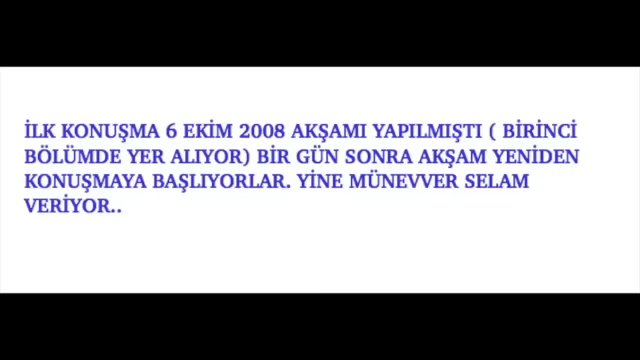 İLK KONUŞMA 6 EKİM 2008 AKŞAMI YAPILMIŞTI ( BİRİNCİ
BÖLÜMDE YER ALIYOR) BİR GÜN SONRA AKŞAM YENİDEN
KONUŞMAYA BAŞLIYORLAR. YİNE MÜNEVVER SELAM
VERİYOR..